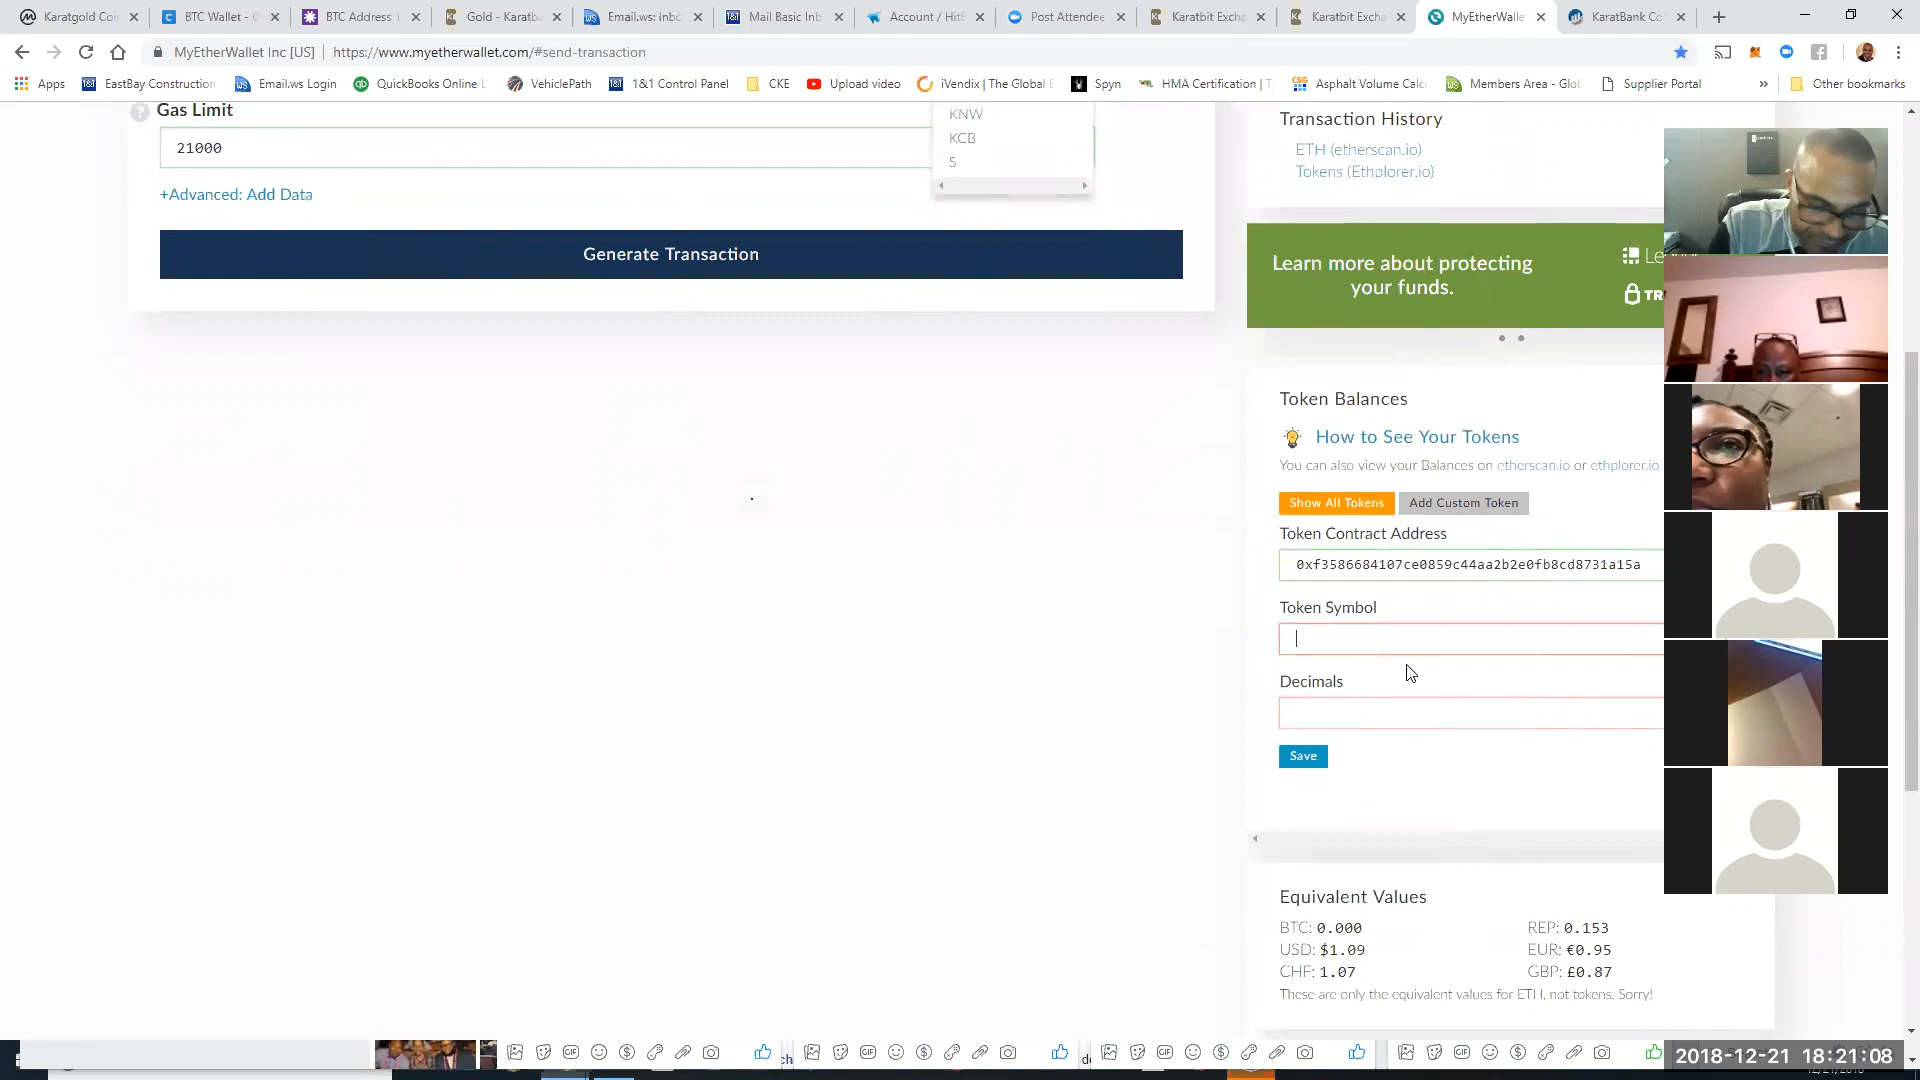 Karatgold Coi
BTC Wallet - G
BTC Address
Gold - Karatb
Email.ws: inbo
Mail Basic Inb
Account / HitB
Post Attendee
Karatbit Exch
Karatbit Excha
MyEtherWalle
KaratBank Co
MyEtherWallet Inc [US]
https://www.myetherwallet.com/#send-transaction
Apps
EastBay Construction
Email.ws Login
QuickBooks Online L
VehiclePath
1&1 Control Panel
CKE
Upload video
iVendix | The Global E
Spyn
HMA Certification | T
Asphalt Volume Calcu
Members Area - Glo
Supplier Portal
Other bookmarks
Gas Limit
21000
KNW
KCB
S
+Advanced: Add Data
Generate Transaction
Transaction History
ETH (etherscan.io)
Tokens (Ethplorer.io)
Learn more about protecting
your funds.
Le
TR
Token Balances
How to See Your Tokens
You can also view your Balances on etherscan.io or ethplorer.io
Show All Tokens
Add Custom Token
Token Contract Address
0xf3586684107ce0859c44aa2b2e0fb8cd8731a15a
Token Symbol
Decimals
Save
Equivalent Values
BTC: 0.000
REP: 0.153
USD: $1.09
EUR: €0.95
CHF: 1.07
GBP: £0.87
These are only the equivalent values for ETH, not tokens. Sorry!
2018-12-21 18:21:08